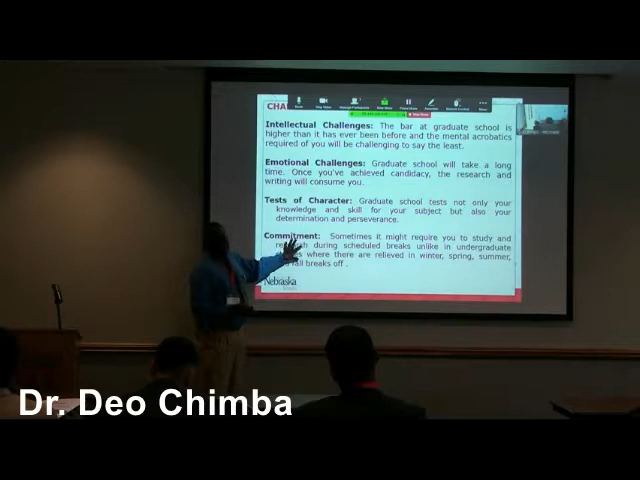 CHA
Intellectual Challenges: The bar at graduate school is
higher than it has ever been before and the mental acrobatics
required of you will be challenging to say the least.
Emotional Challenges: Graduate school will take a long
time. Once you've achieved candidacy, the research and
writing will consume you.
Tests of Character: Graduate school tests not only your
knowledge and skill for your subject but also your
determination and perseverance.
Commitment: Sometimes it might require you to study and
during scheduled breaks unlike in undergraduate
where there are relieved in winter, spring, summer,
fall breaks off .
Nebraska
Dr. Deo Chimba